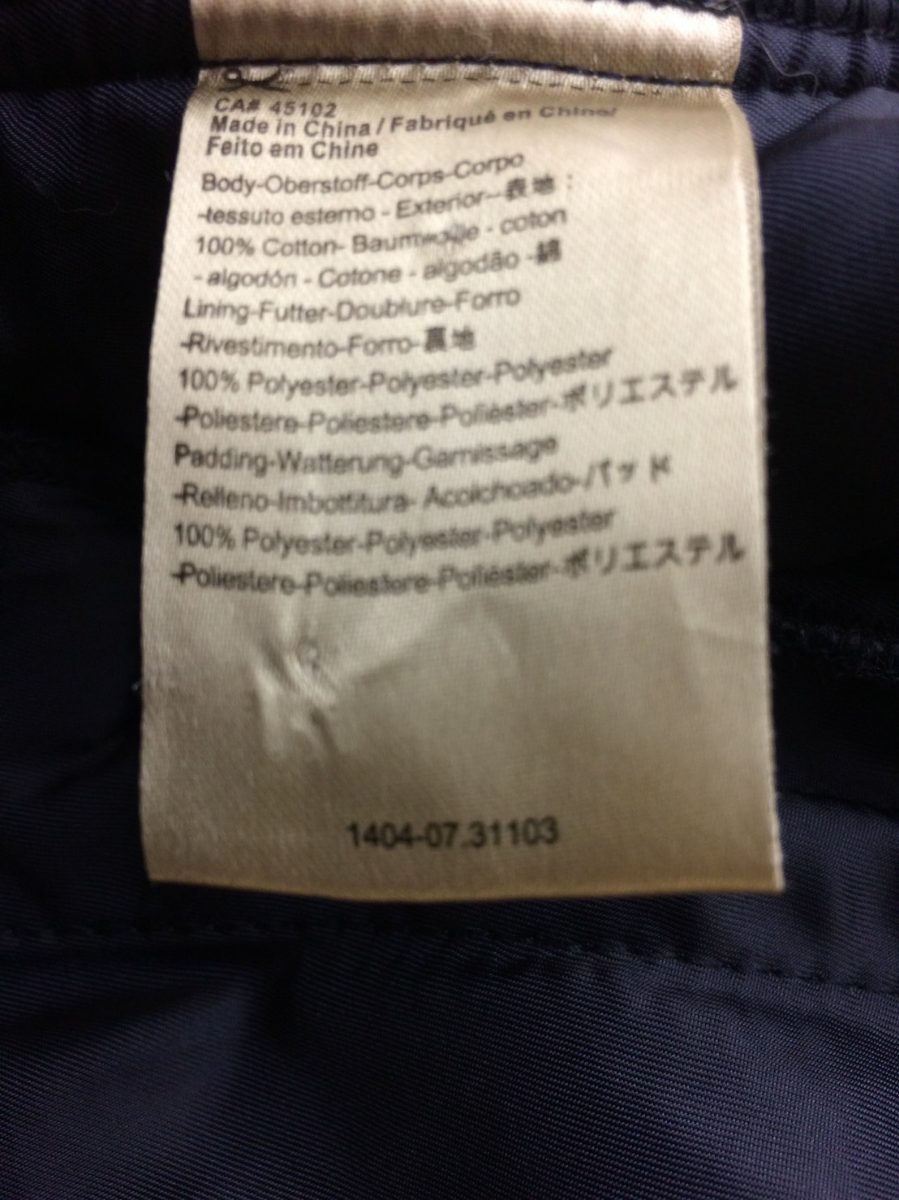 CA# 45102
Made in China / Fabriqué en Chine/
Feito em Chine
Body-Oberstoff-Corps-Corpo
-tessuto esterno - Exterior--表地：
100% Cotton- Baumwolle - coton
- algodón - Cotone - algodão -綿
Lining-Futter-Doublure-Forro
-Rivestimento-Forro-裏地
100% Polyester-Polyester-Polyester
-Poliestere-Poliestere-Poliéster-ポリエステル
Padding-Watterung-Garnissage
-Relleno-Imbottitura- Acolchoado-パッド
100% Polyester-Polyester-Polyester
-Poliestere-Poliestere-Poliéster-ポリエステル
1404-07.31103